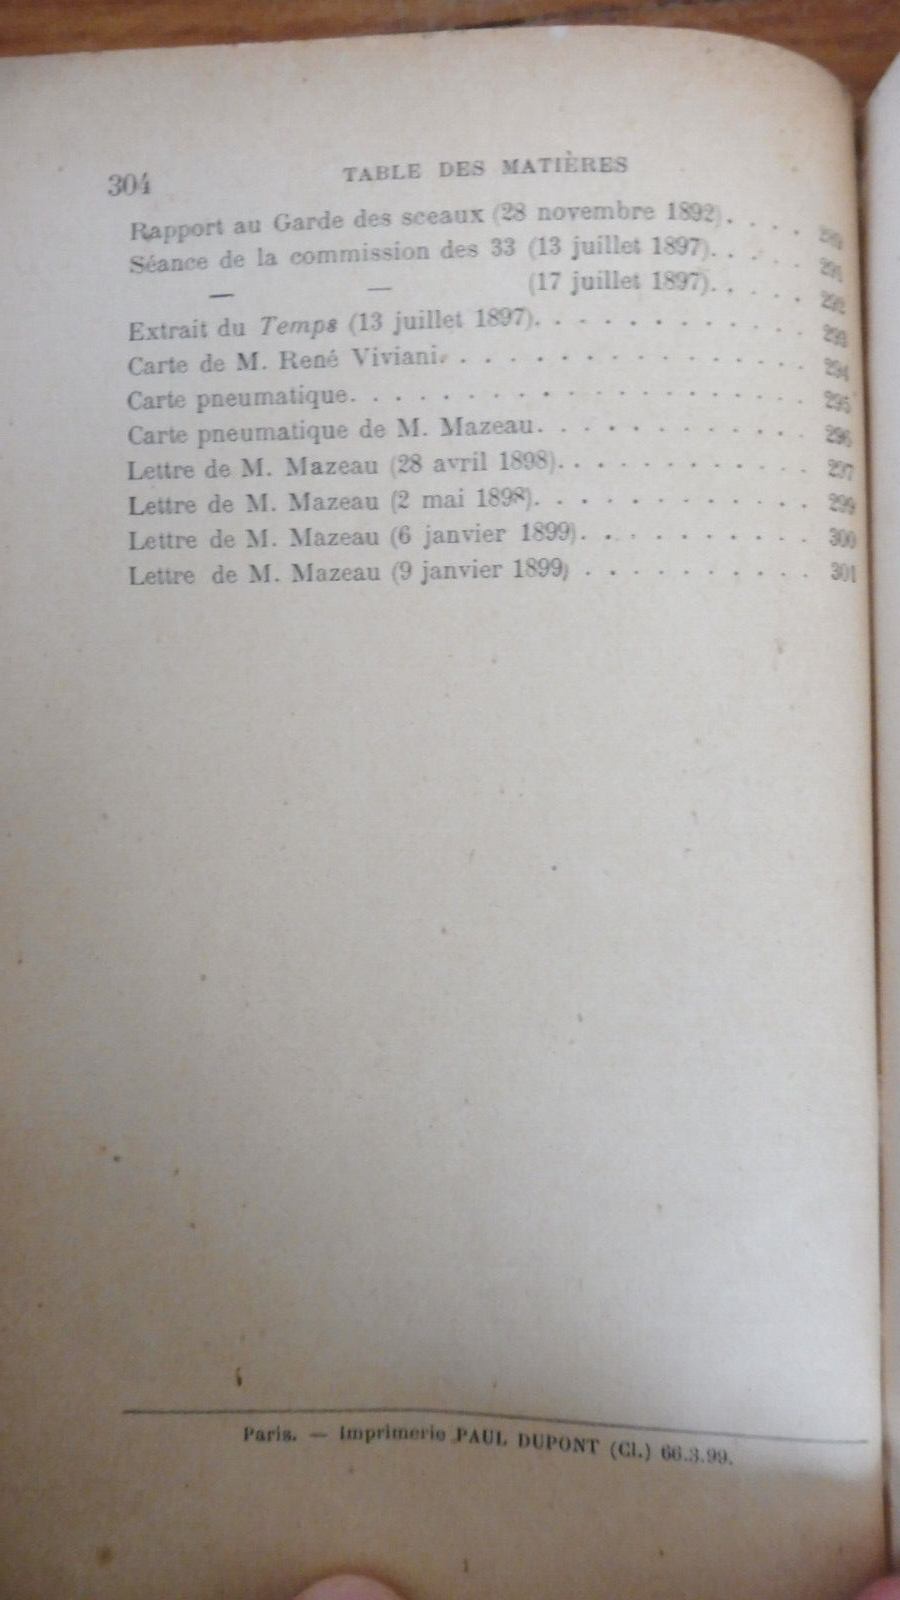 304 TABLE DES MATIÈRES
Rapport au Garde des sceaux (28 novembre 1892). . . . .
Séance de la commission des 33 (13 juillet 1897). . . . . 291
— — (17 juillet 1897). . . . . 292
Extrait du Temps (13 juillet 1897). . . . . . . . . . . . 293
Carte de M. René Viviani. . . . . . . . . . . . . . . 294
Carte pneumatique. . . . . . . . . . . . . . . . . . 295
Carte pneumatique de M. Mazeau. . . . . . . . . . . 296
Lettre de M. Mazeau (28 avril 1898). . . . . . . . . . 297
Lettre de M. Mazeau (2 mai 1898). . . . . . . . . . . 299
Lettre de M. Mazeau (6 janvier 1899). . . . . . . . . . 300
Lettre de M. Mazeau (9 janvier 1899) . . . . . . . . . . 301
Paris. — Imprimerie PAUL DUPONT (Cl.) 66.3.99.